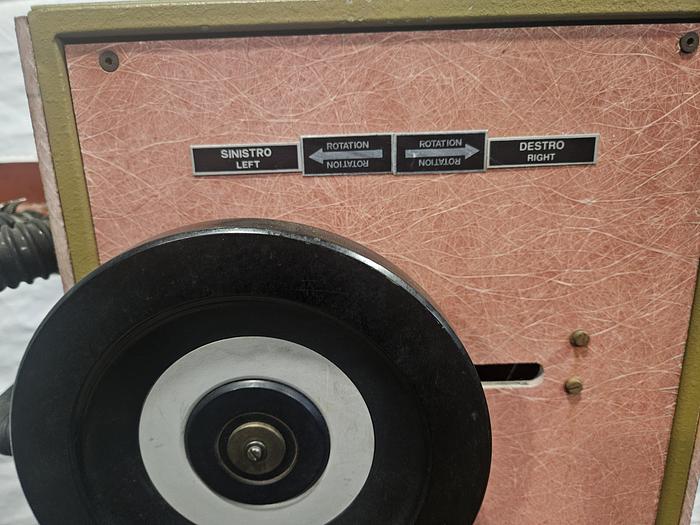 SINISTRO
LEFT
ROTATION
ROTATION
ROTATION
ROTATION
DESTRO
RIGHT